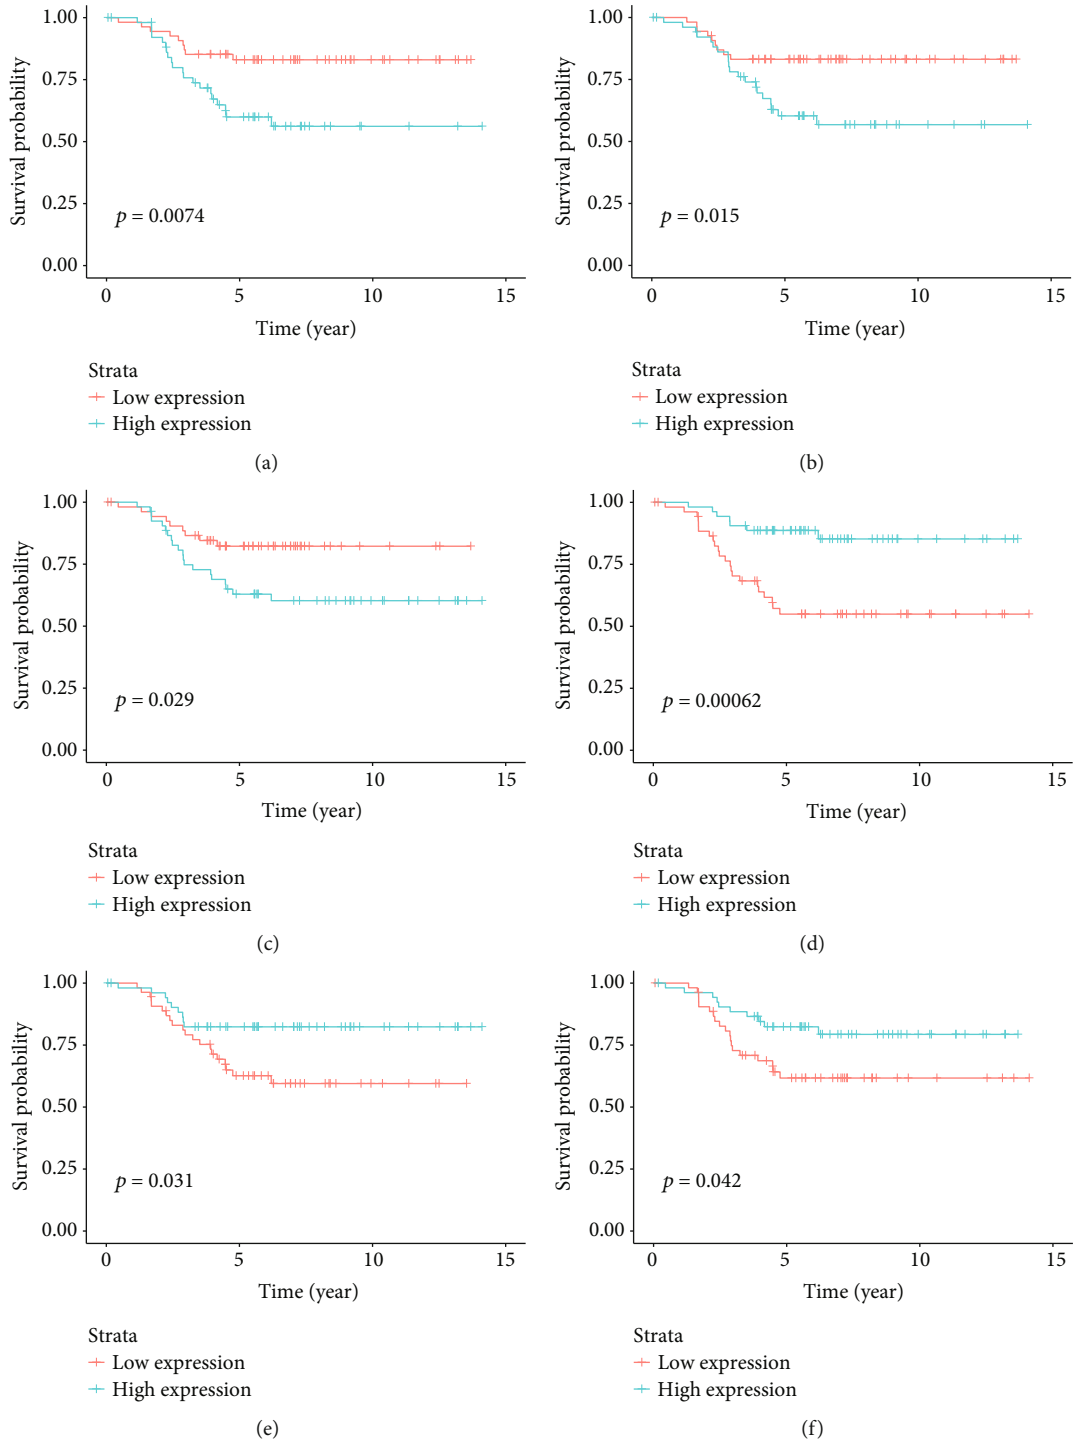 1.00
0.75
0.50
0.25
0.00
Survival probability
p = 0.0074
0 5 10 15
Time (year)
Strata
Low expression
High expression
(a)
1.00
0.75
0.50
0.25
0.00
Survival probability
p = 0.015
0 5 10 15
Time (year)
Strata
Low expression
High expression
(b)
1.00
0.75
0.50
0.25
0.00
Survival probability
p = 0.029
0 5 10 15
Time (year)
Strata
Low expression
High expression
(c)
1.00
0.75
0.50
0.25
0.00
Survival probability
p = 0.00062
0 5 10 15
Time (year)
Strata
Low expression
High expression
(d)
1.00
0.75
0.50
0.25
0.00
Survival probability
p = 0.031
0 5 10 15
Time (year)
Strata
Low expression
High expression
(e)
1.00
0.75
0.50
0.25
0.00
Survival probability
p = 0.042
0 5 10 15
Time (year)
Strata
Low expression
High expression
(f)